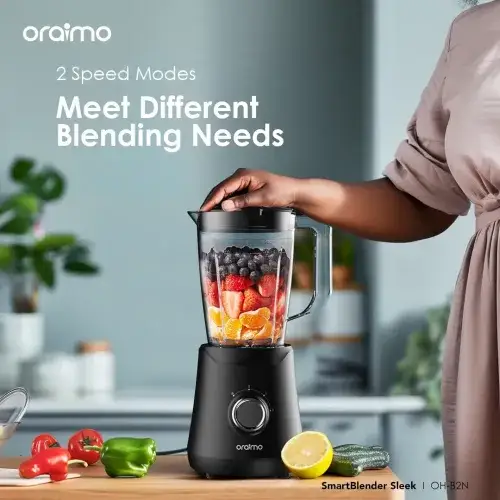 oraimo
2 Speed Modes
Meet Different
Blending Needs
oraimo
SmartBlender Sleek | OH-B2N